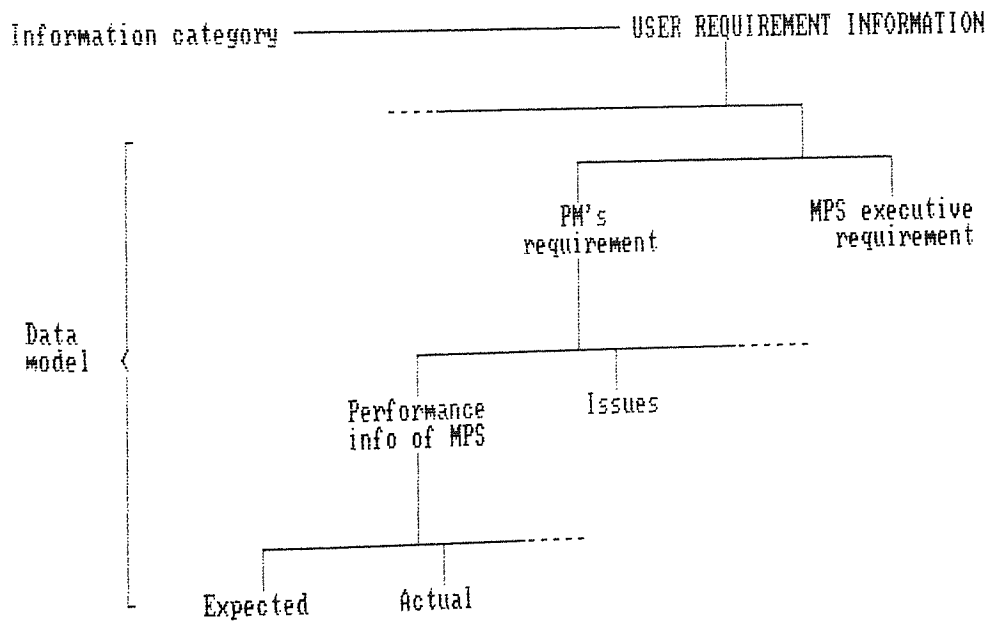 Information category
USER REQUIREMENT INFORMATION
PM's
requirement
MPS executive
requirement
Data
model
Performance
info of MPS
Issues
Expected
Actual